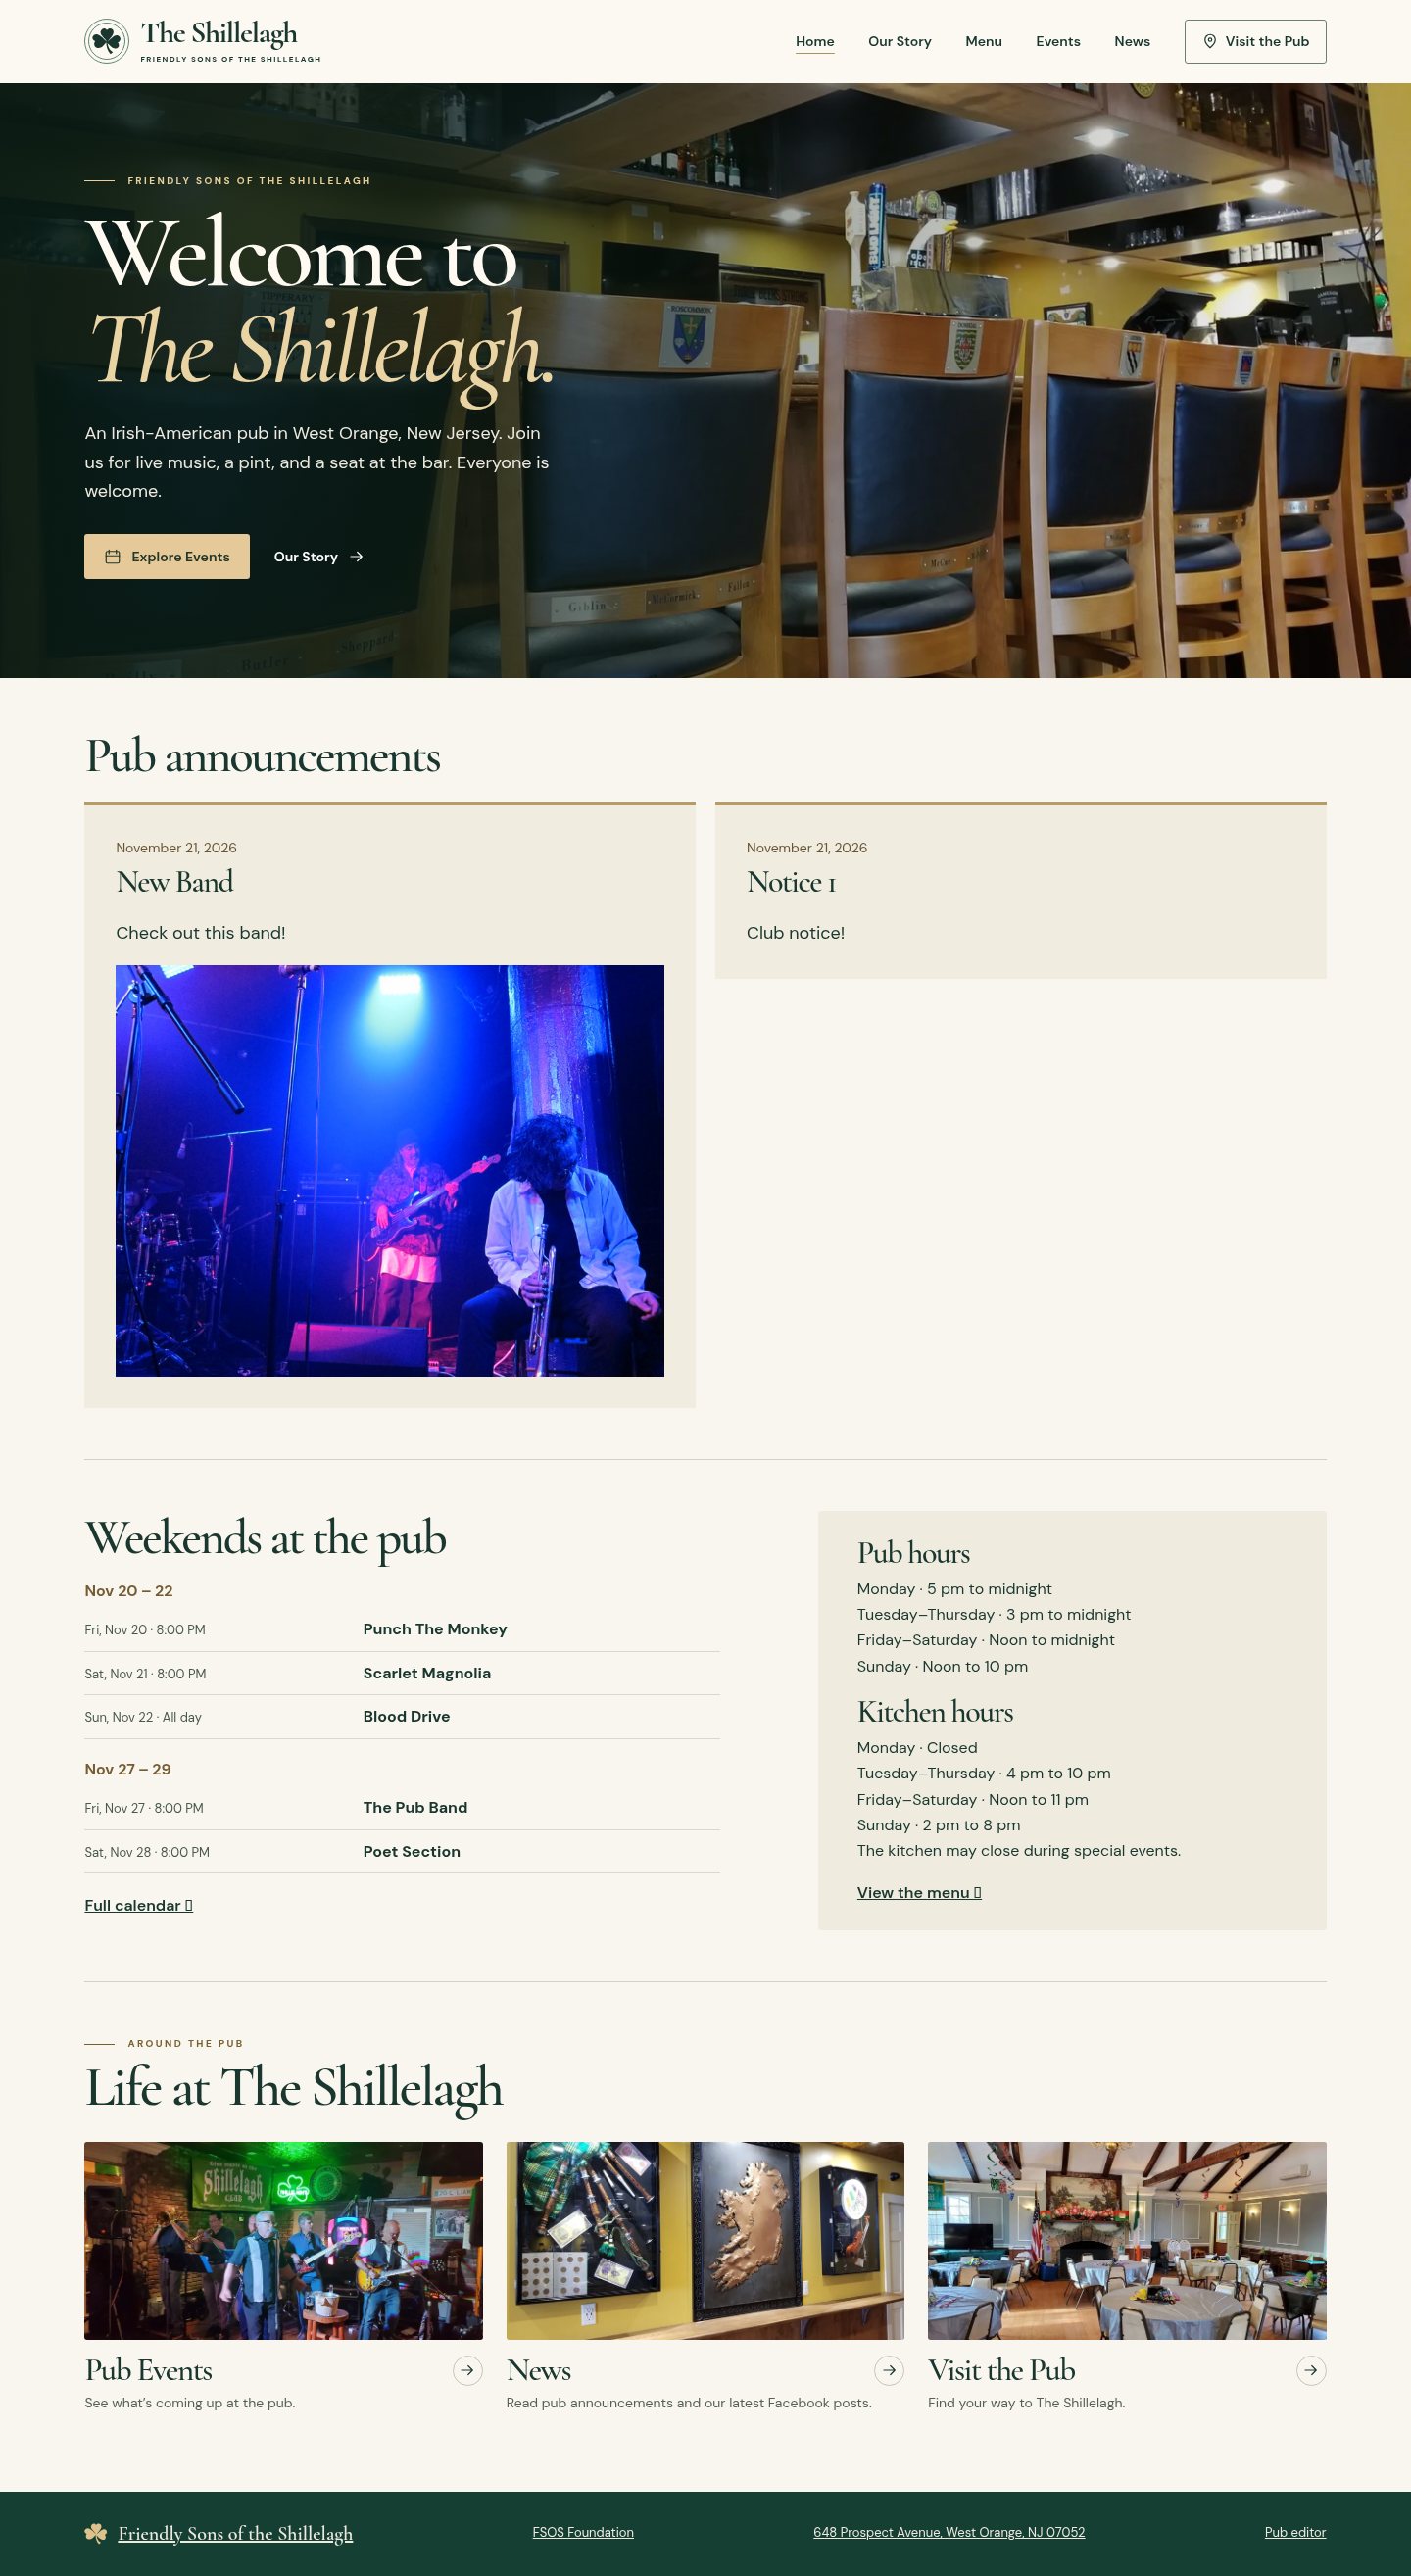 The Shillelagh
FRIENDLY SONS OF THE SHILLELAGH
Home
Our Story
Menu
Events
News
Visit the Pub
FRIENDLY SONS OF THE SHILLELAGH
Welcome to
The Shillelagh.
An Irish-American pub in West Orange, New Jersey. Join
us for live music, a pint, and a seat at the bar. Everyone is
welcome.
Explore Events
Our Story
TIPPERARY
ROSCOMMON
BUD LIGHT
Goblin
McCormick
Fallon
Butler
Sheppard
Pub announcements
November 21, 2026
New Band
Check out this band!
November 21, 2026
Notice 1
Club notice!
Weekends at the pub
Nov 20 – 22
Fri, Nov 20 · 8:00 PM
Punch The Monkey
Sat, Nov 21 · 8:00 PM
Scarlet Magnolia
Sun, Nov 22 · All day
Blood Drive
Nov 27 – 29
Fri, Nov 27 · 8:00 PM
The Pub Band
Sat, Nov 28 · 8:00 PM
Poet Section
Full calendar
Pub hours
Monday · 5 pm to midnight
Tuesday–Thursday · 3 pm to midnight
Friday–Saturday · Noon to midnight
Sunday · Noon to 10 pm
Kitchen hours
Monday · Closed
Tuesday–Thursday · 4 pm to 10 pm
Friday–Saturday · Noon to 11 pm
Sunday · 2 pm to 8 pm
The kitchen may close during special events.
View the menu
AROUND THE PUB
Life at The Shillelagh
Shillelagh
CLUB
Pub Events
See what’s coming up at the pub.
News
Read pub announcements and our latest Facebook posts.
Visit the Pub
Find your way to The Shillelagh.
Friendly Sons of the Shillelagh
FSOS Foundation
648 Prospect Avenue, West Orange, NJ 07052
Pub editor